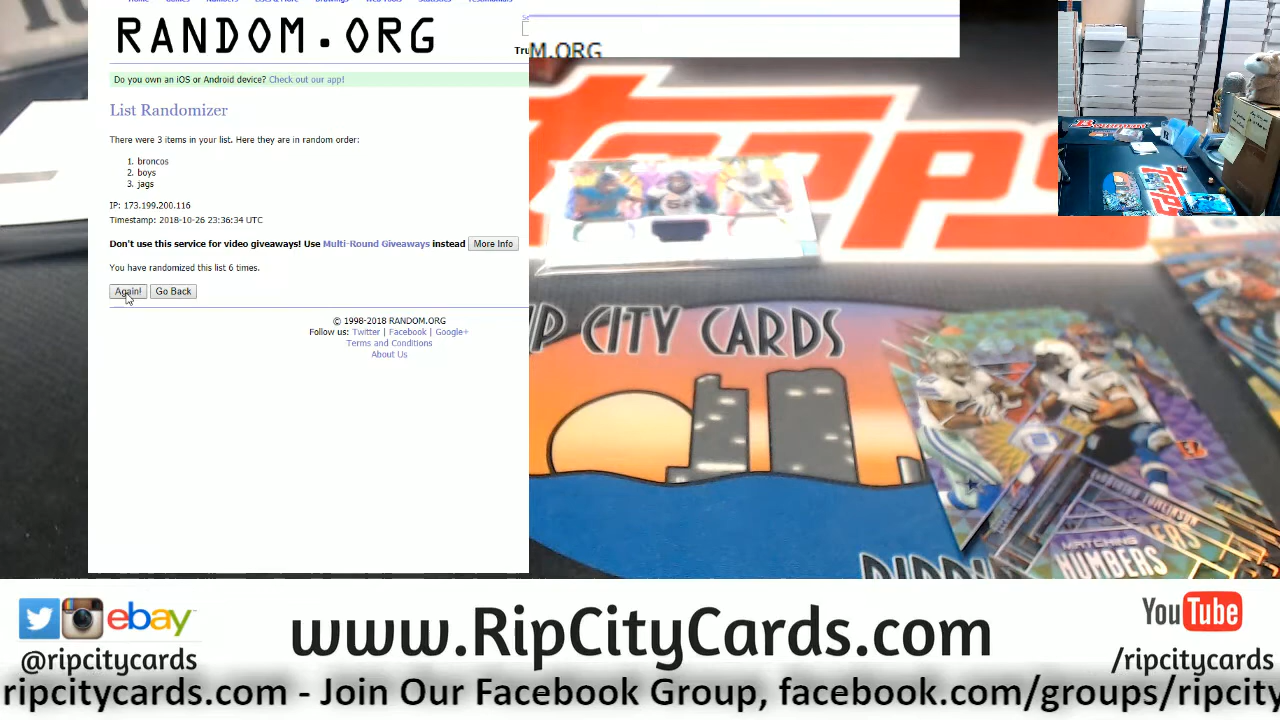 RANDOM.ORG
Tru
M.ORG
Do you own an iOS or Android device? Check out our app!
List Randomizer
There were 3 items in your list. Here they are in random order:
1. broncos
2. boys
3. jags
IP: 173.199.200.116
Timestamp: 2018-10-26 23:36:34 UTC
Don't use this service for video giveaways! Use Multi-Round Giveaways instead More Info
You have randomized this list 6 times.
Again! Go Back
© 1998-2018 RANDOM.ORG
Follow us: Twitter | Facebook | Google+
Terms and Conditions
About Us
topps
IP CITY CARDS
MATCHING
NUMBERS
ebay
@ripcitycards
www.RipCityCards.com
YouTube
/ripcitycards
ripcitycards.com - Join Our Facebook Group, facebook.com/groups/ripcity